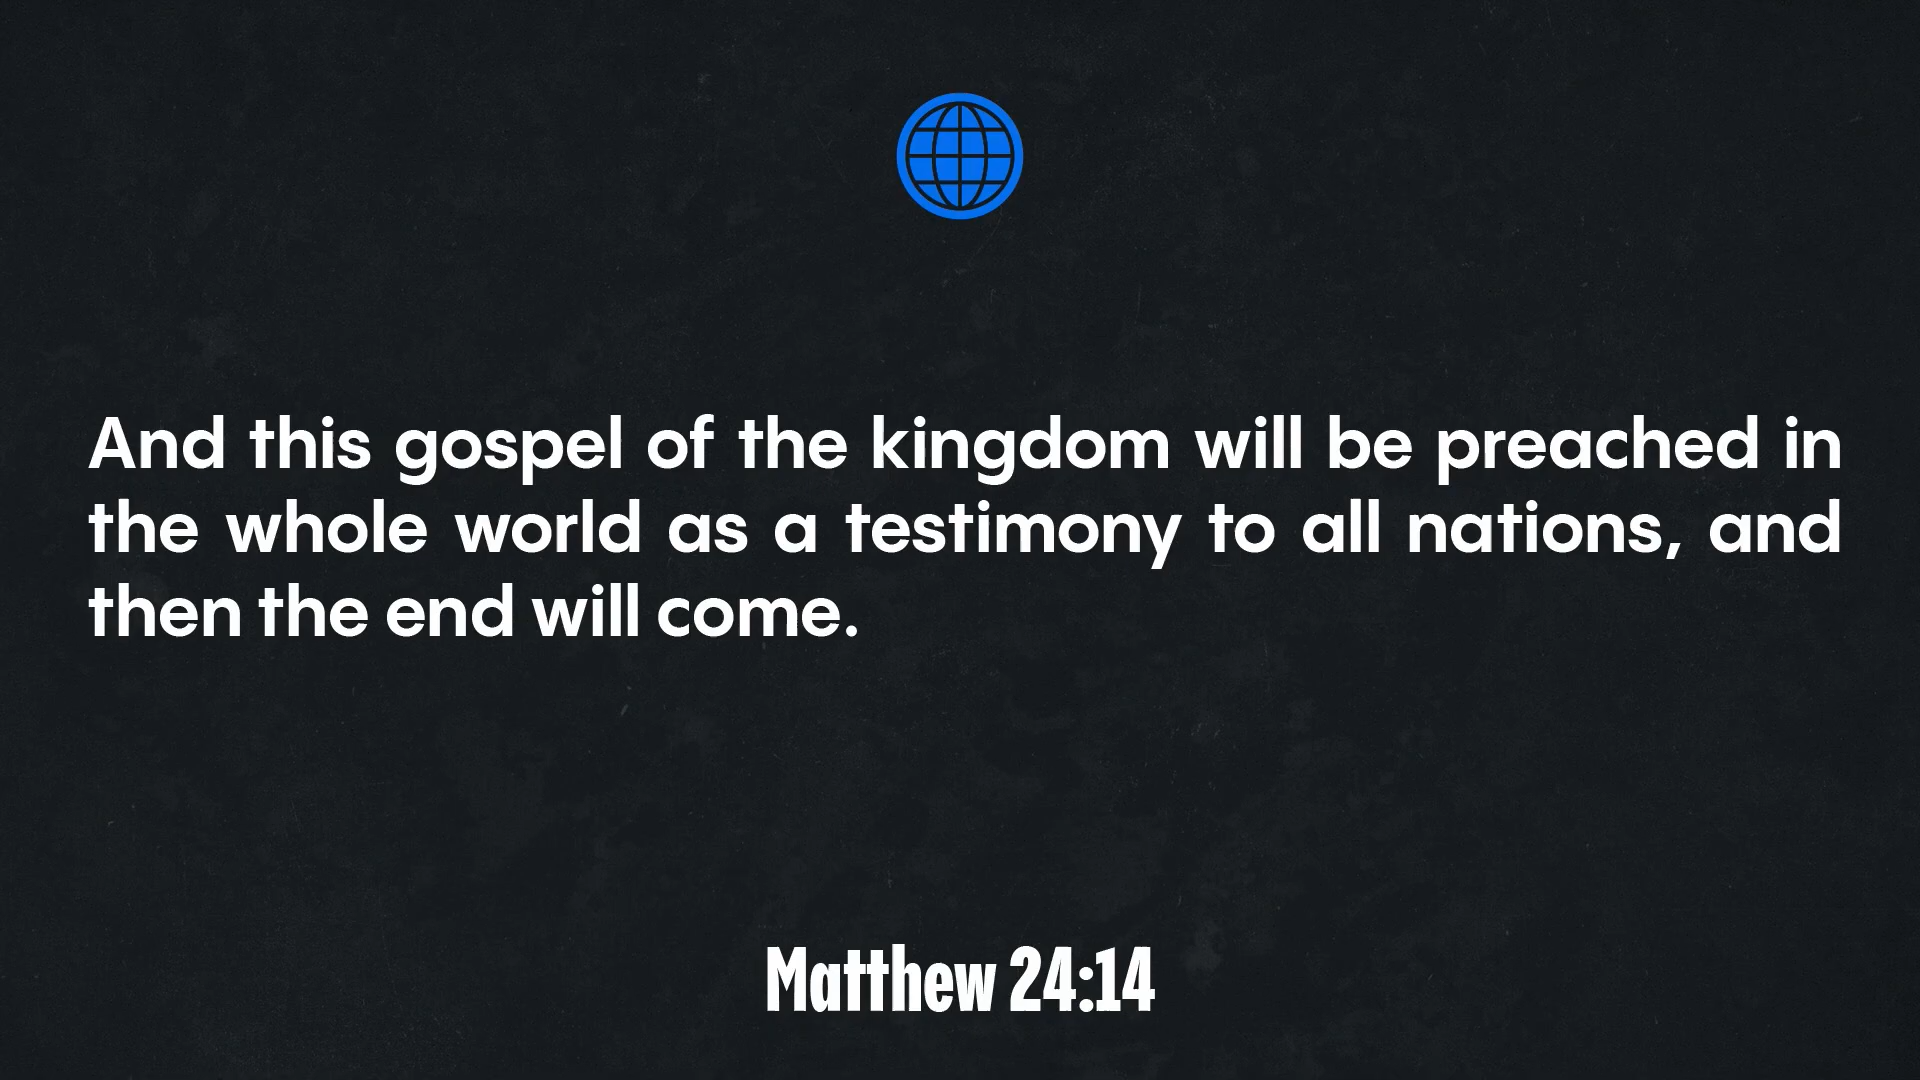 And this gospel of the kingdom will be preached in
the whole world as a testimony to all nations, and
then the end will come.
Matthew 24:14